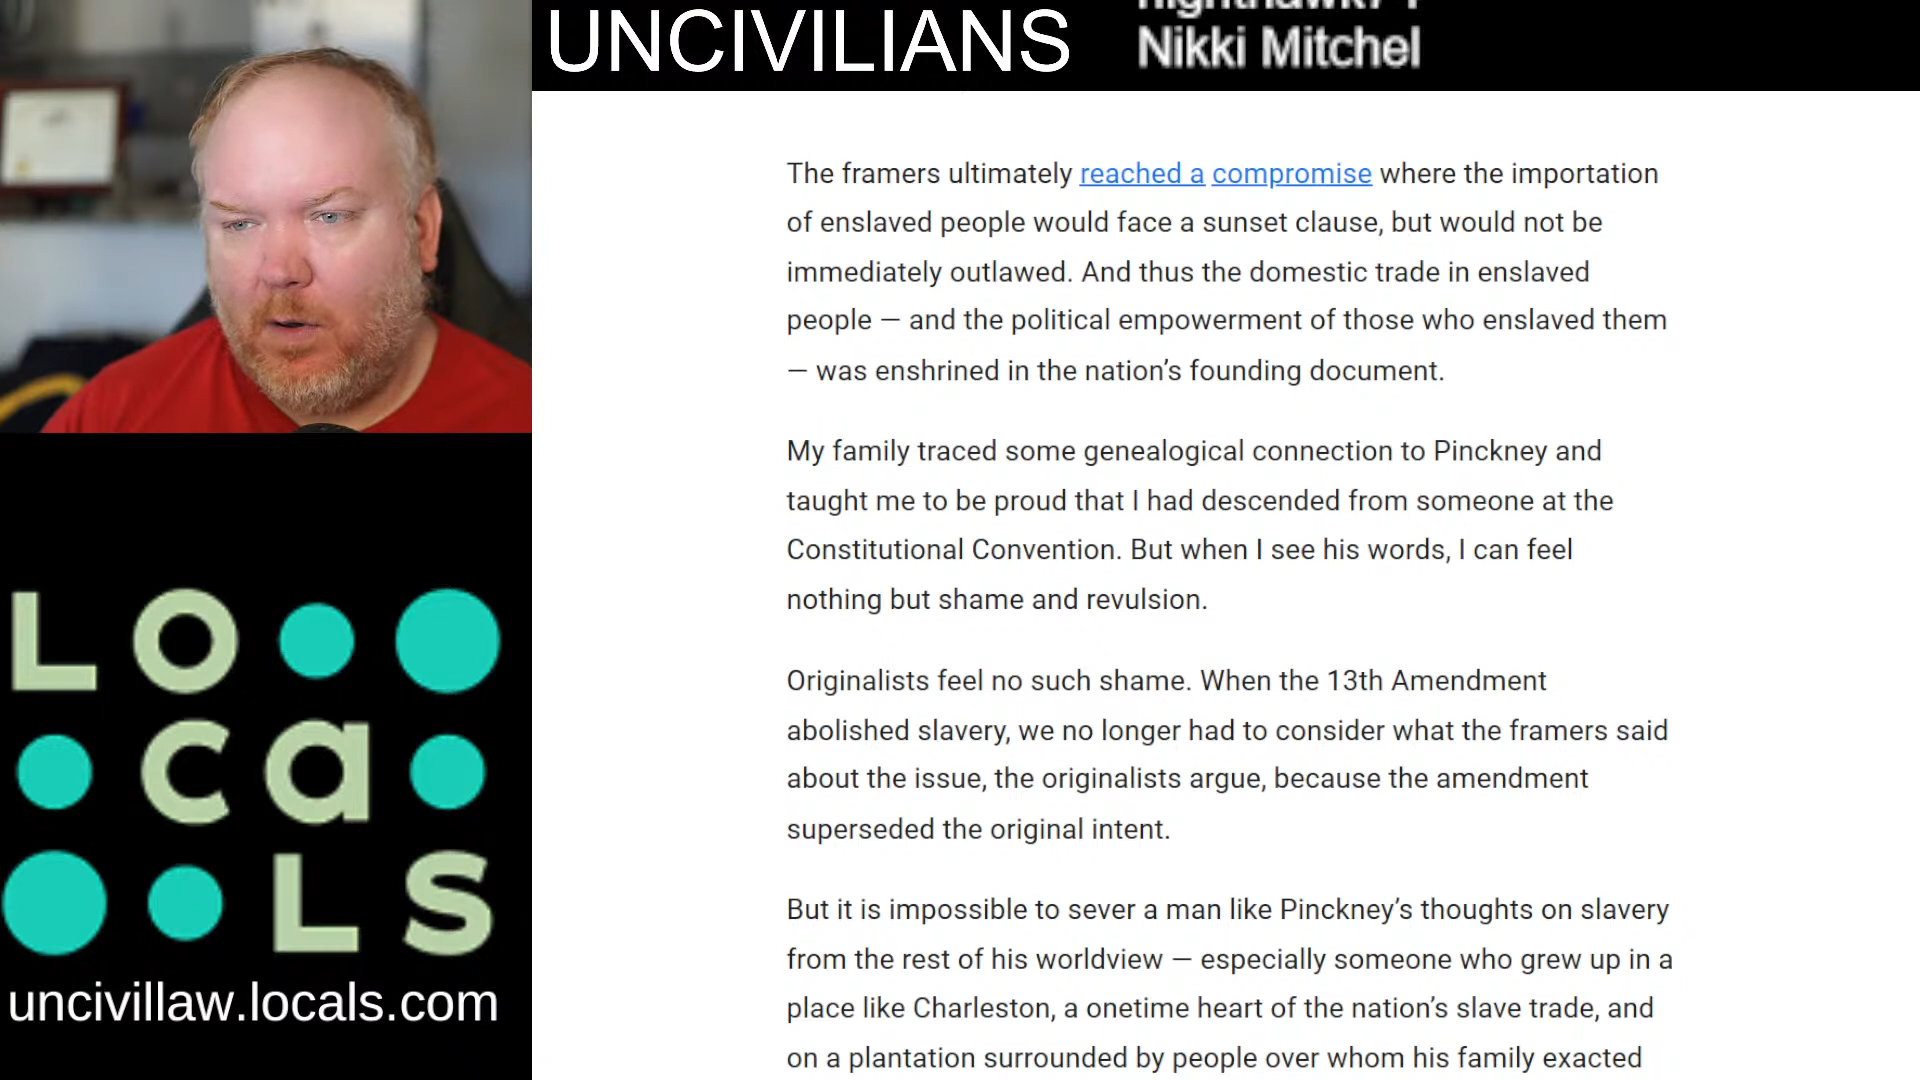 UNCIVILIANS
Nikki Mitchel
The framers ultimately reached a compromise where the importation
of enslaved people would face a sunset clause, but would not be
immediately outlawed. And thus the domestic trade in enslaved
people — and the political empowerment of those who enslaved them
— was enshrined in the nation’s founding document.
My family traced some genealogical connection to Pinckney and
taught me to be proud that I had descended from someone at the
Constitutional Convention. But when I see his words, I can feel
nothing but shame and revulsion.
Originalists feel no such shame. When the 13th Amendment
abolished slavery, we no longer had to consider what the framers said
about the issue, the originalists argue, because the amendment
superseded the original intent.
But it is impossible to sever a man like Pinckney’s thoughts on slavery
from the rest of his worldview — especially someone who grew up in a
place like Charleston, a onetime heart of the nation’s slave trade, and
on a plantation surrounded by people over whom his family exacted
LO
ca
LS
uncivillaw.locals.com